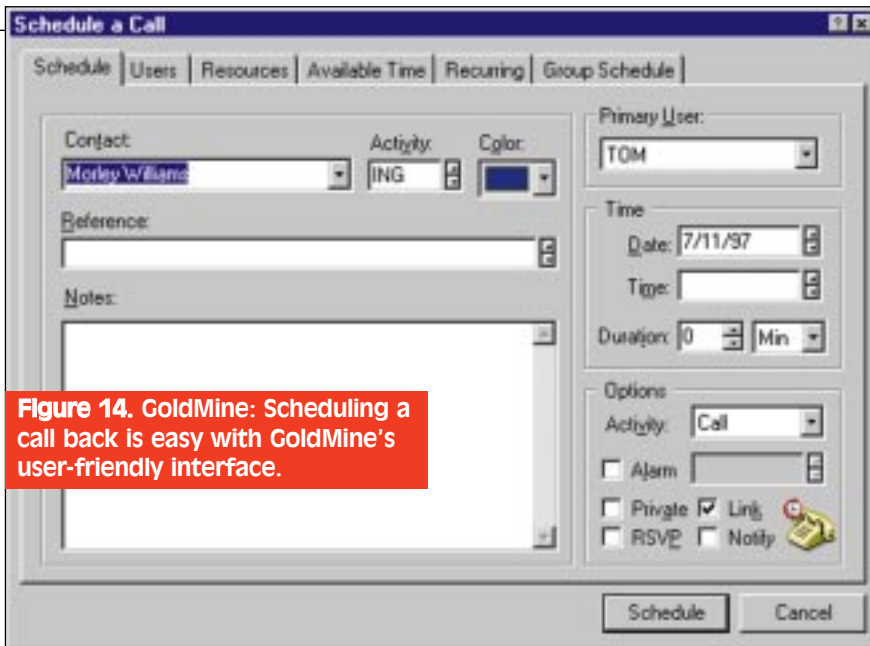 Schedule a Call
Schedule Users Resources Available Time Recurring Group Schedule
Contact: Activity: Color:
Morley Williams ING
Reference:
Notes:
Primary User:
TOM
Time
Date: 7/11/97
Time:
Duration: 0 Min
Options
Activity: Call
Alarm
Private Link
RSVP Notify
Figure 14. GoldMine: Scheduling a
call back is easy with GoldMine's
user-friendly interface.
Schedule Cancel